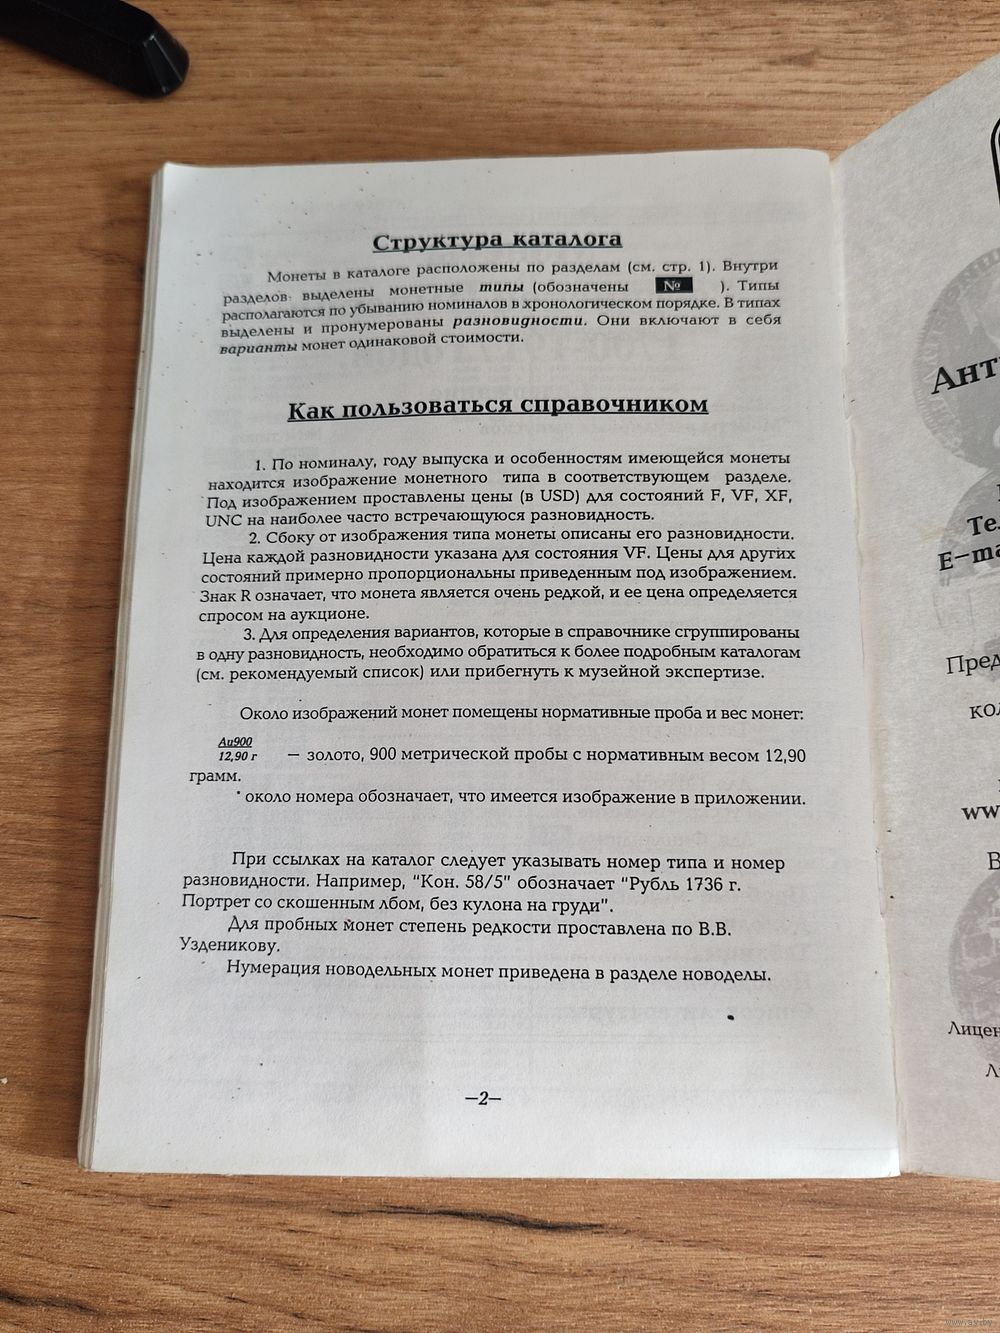 Структура каталога
Монеты в каталоге расположены по разделам (см. стр. 1). Внутри
разделов выделены монетные типы (обозначены № ). Типы
располагаются по убыванию номиналов в хронологическом порядке. В типах
выделены и пронумерованы разновидности. Они включают в себя
варианты монет одинаковой стоимости.
Как пользоваться справочником
1. По номиналу, году выпуска и особенностям имеющейся монеты
находится изображение монетного типа в соответствующем разделе.
Под изображением проставлены цены (в USD) для состояний F, VF, XF,
UNC на наиболее часто встречающуюся разновидность.
2. Сбоку от изображения типа монеты описаны его разновидности.
Цена каждой разновидности указана для состояния VF. Цены для других
состояний примерно пропорциональны приведенным под изображением.
Знак R означает, что монета является очень редкой, и ее цена определяется
спросом на аукционе.
3. Для определения вариантов, которые в справочнике сгруппированы
в одну разновидность, необходимо обратиться к более подробным каталогам
(см. рекомендуемый список) или прибегнуть к музейной экспертизе.
Около изображений монет помещены нормативные проба и вес монет:
Au900
12,90 г — золото, 900 метрической пробы с нормативным весом 12,90
грамм.
* около номера обозначает, что имеется изображение в приложении.
При ссылках на каталог следует указывать номер типа и номер
разновидности. Например, “Кон. 58/5” обозначает “Рубль 1736 г.
Портрет со скошенным лбом, без кулона на груди”.
Для пробных монет степень редкости проставлена по В.В.
Узденикову.
Нумерация новодельных монет приведена в разделе новоделы.
—2—
Ант
Те
E—ma
Пред
кол
ww
В
Лицен
www.ay.by